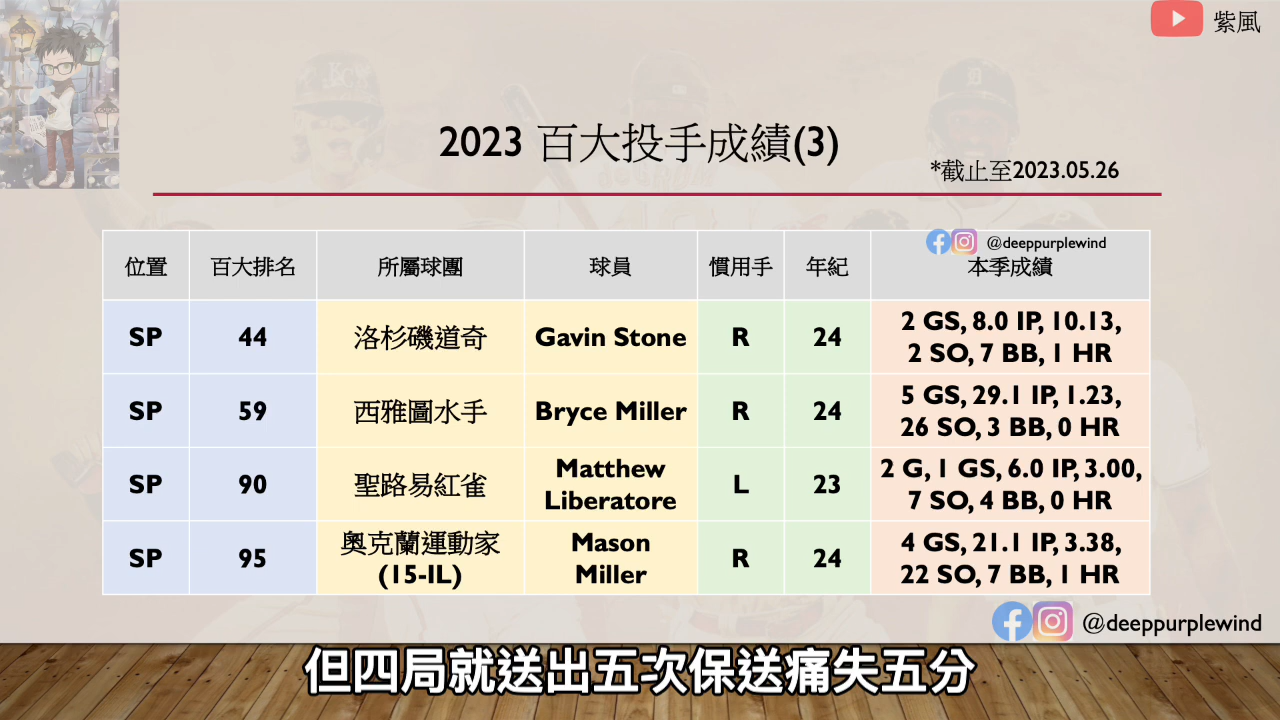 紫風
2023 百大投手成績(3)
*截止至2023.05.26
@deeppurplewind
位置 百大排名 所屬球團 球員 慣用手 年紀 本季成績
SP 44 洛杉磯道奇 Gavin Stone R 24 2 GS, 8.0 IP, 10.13,
2 SO, 7 BB, 1 HR
SP 59 西雅圖水手 Bryce Miller R 24 5 GS, 29.1 IP, 1.23,
26 SO, 3 BB, 0 HR
SP 90 聖路易紅雀 Matthew
Liberatore L 23 2 G, 1 GS, 6.0 IP, 3.00,
7 SO, 4 BB, 0 HR
SP 95 奧克蘭運動家
(15-IL) Mason
Miller R 24 4 GS, 21.1 IP, 3.38,
22 SO, 7 BB, 1 HR
@deeppurplewind
但四局就送出五次保送痛失五分